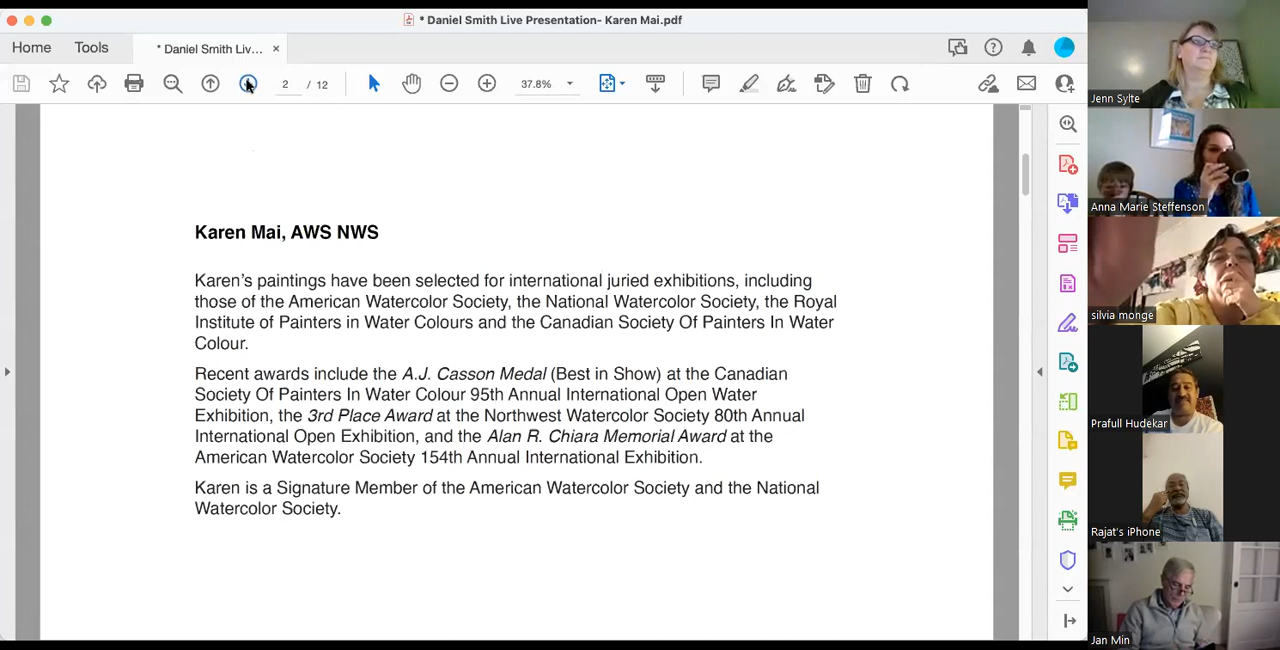 * Daniel Smith Live Presentation- Karen Mai.pdf
Home Tools * Daniel Smith Liv... ×
2 / 12 37.8%
Karen Mai, AWS NWS
Karen’s paintings have been selected for international juried exhibitions, including
those of the American Watercolor Society, the National Watercolor Society, the Royal
Institute of Painters in Water Colours and the Canadian Society Of Painters In Water
Colour.
Recent awards include the A.J. Casson Medal (Best in Show) at the Canadian
Society Of Painters In Water Colour 95th Annual International Open Water
Exhibition, the 3rd Place Award at the Northwest Watercolor Society 80th Annual
International Open Exhibition, and the Alan R. Chiara Memorial Award at the
American Watercolor Society 154th Annual International Exhibition.
Karen is a Signature Member of the American Watercolor Society and the National
Watercolor Society.
Jenn Sylte
Anna Marie Steffenson
silvia monge
Prafull Hudekar
Rajat's iPhone
Jan Min